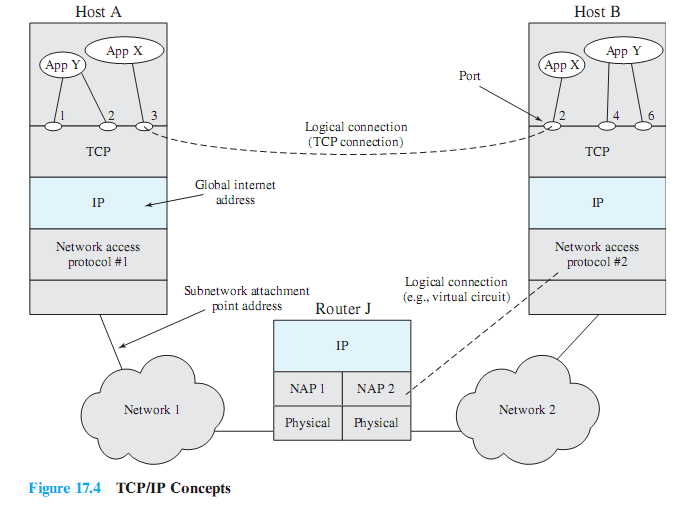 Host A
Host B
App X
App Y
App X
App Y
Port
1
2
3
2
4
6
Logical connection
(TCP connection)
TCP
TCP
Global internet
address
IP
IP
Network access
protocol #1
Network access
protocol #2
Subnetwork attachment
point address
Logical connection
(e.g., virtual circuit)
Router J
IP
NAP 1
NAP 2
Network 1
Network 2
Physical
Physical
Figure 17.4 TCP/IP Concepts